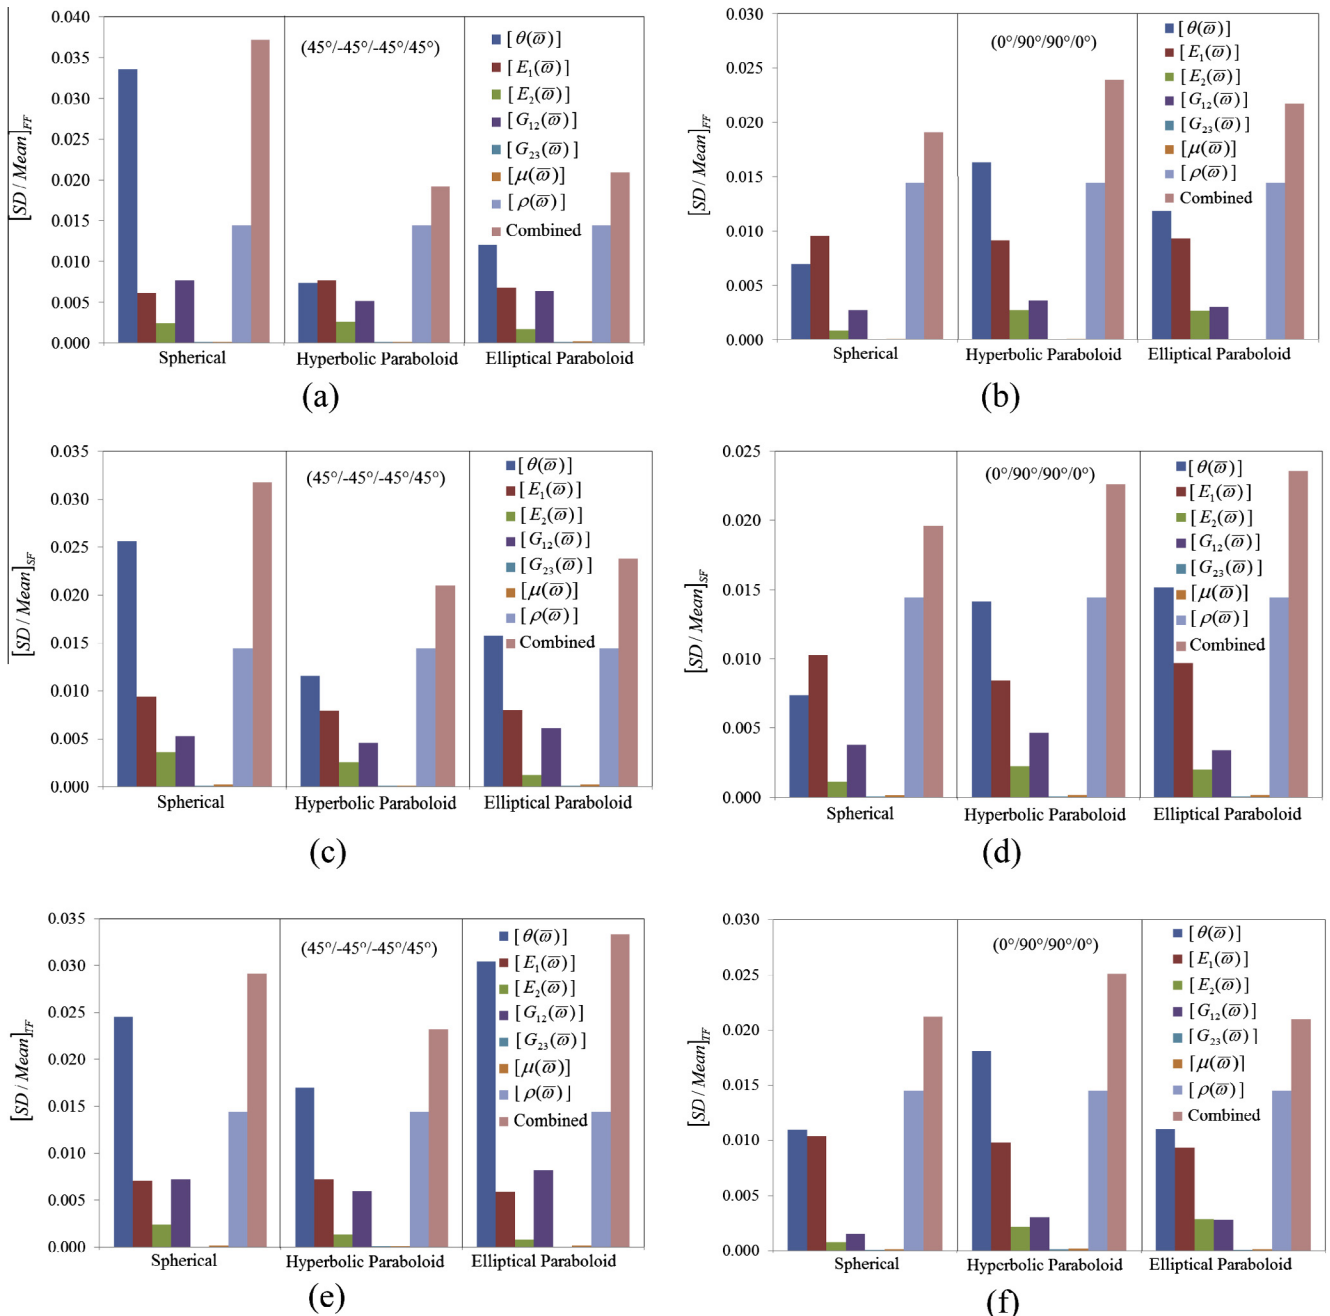 0.040
0.035
0.030
0.025
0.020
0.015
0.010
0.005
0.000
[SD / Mean]FF
(45°/-45°/-45°/45°)
[θ(ω̅)]
[E₁(ω̅)]
[E₂(ω̅)]
[G₁₂(ω̅)]
[G₂₃(ω̅)]
[μ(ω̅)]
[ρ(ω̅)]
Combined
Spherical
Hyperbolic Paraboloid
Elliptical Paraboloid
(a)
0.030
0.025
0.020
0.015
0.010
0.005
0.000
[SD / Mean]FF
(0°/90°/90°/0°)
[θ(ω̅)]
[E₁(ω̅)]
[E₂(ω̅)]
[G₁₂(ω̅)]
[G₂₃(ω̅)]
[μ(ω̅)]
[ρ(ω̅)]
Combined
Spherical
Hyperbolic Paraboloid
Elliptical Paraboloid
(b)
0.035
0.030
0.025
0.020
0.015
0.010
0.005
0.000
[SD / Mean]SF
(45°/-45°/-45°/45°)
[θ(ω̅)]
[E₁(ω̅)]
[E₂(ω̅)]
[G₁₂(ω̅)]
[G₂₃(ω̅)]
[μ(ω̅)]
[ρ(ω̅)]
Combined
Spherical
Hyperbolic Paraboloid
Elliptical Paraboloid
(c)
0.025
0.020
0.015
0.010
0.005
0.000
[SD / Mean]SF
(0°/90°/90°/0°)
[θ(ω̅)]
[E₁(ω̅)]
[E₂(ω̅)]
[G₁₂(ω̅)]
[G₂₃(ω̅)]
[μ(ω̅)]
[ρ(ω̅)]
Combined
Spherical
Hyperbolic Paraboloid
Elliptical Paraboloid
(d)
0.035
0.030
0.025
0.020
0.015
0.010
0.005
0.000
[SD / Mean]TF
(45°/-45°/-45°/45°)
[θ(ω̅)]
[E₁(ω̅)]
[E₂(ω̅)]
[G₁₂(ω̅)]
[G₂₃(ω̅)]
[μ(ω̅)]
[ρ(ω̅)]
Combined
Spherical
Hyperbolic Paraboloid
Elliptical Paraboloid
(e)
0.030
0.025
0.020
0.015
0.010
0.005
0.000
[SD / Mean]TF
(0°/90°/90°/0°)
[θ(ω̅)]
[E₁(ω̅)]
[E₂(ω̅)]
[G₁₂(ω̅)]
[G₂₃(ω̅)]
[μ(ω̅)]
[ρ(ω̅)]
Combined
Spherical
Hyperbolic Paraboloid
Elliptical Paraboloid
(f)